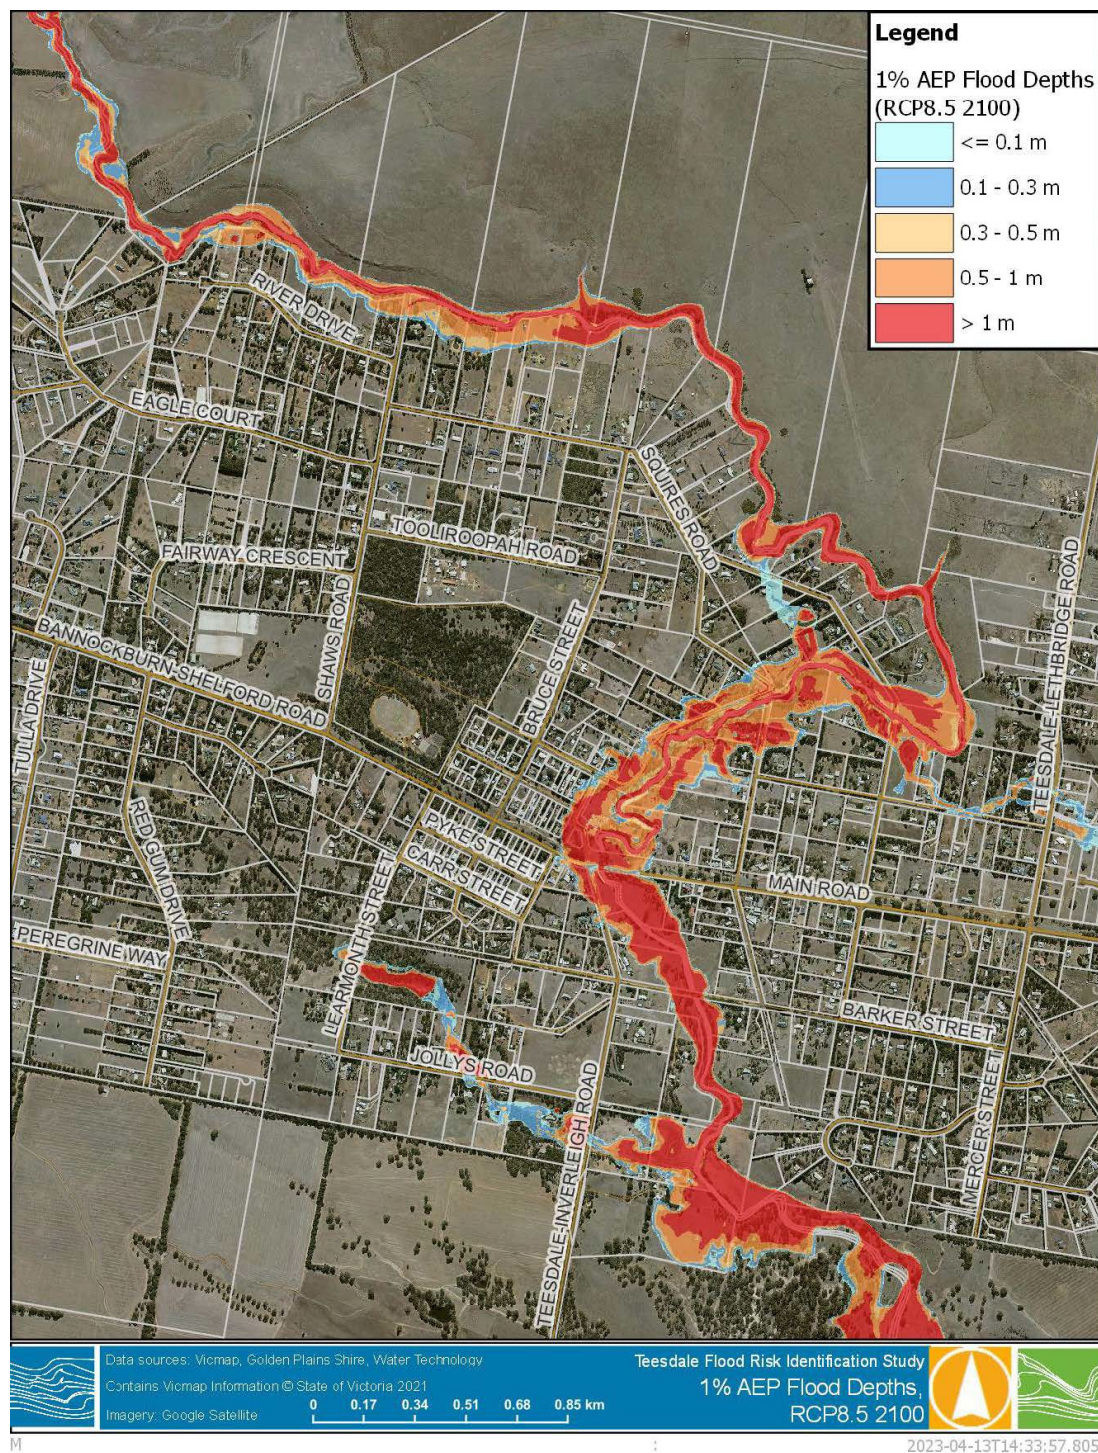 Legend
1% AEP Flood Depths
(RCP8.5 2100)
<= 0.1 m
0.1 - 0.3 m
0.3 - 0.5 m
0.5 - 1 m
> 1 m
RIVER DRIVE
EAGLE COURT
SQUIRES ROAD
TOOLIROOPAH ROAD
FAIRWAY CRESCENT
SHAWS ROAD
BANNOCKBURN-SHELFORD ROAD
TULLA DRIVE
BRUCE STREET
TEESDALE-LETHBRIDGE ROAD
RED GUM DRIVE
PYKE STREET
CARR STREET
MAIN ROAD
LEARMONTH STREET
PEREGRINE WAY
BARKER STREET
JOLLYS ROAD
TEESDALE-INVERLEIGH ROAD
MERCER STREET
Data sources: Vicmap, Golden Plains Shire, Water Technology
Contains Vicmap Information © State of Victoria 2021
Imagery: Google Satellite
0 0.17 0.34 0.51 0.68 0.85 km
Teesdale Flood Risk Identification Study
1% AEP Flood Depths,
RCP8.5 2100
M : 2023-04-13T14:33:57.805